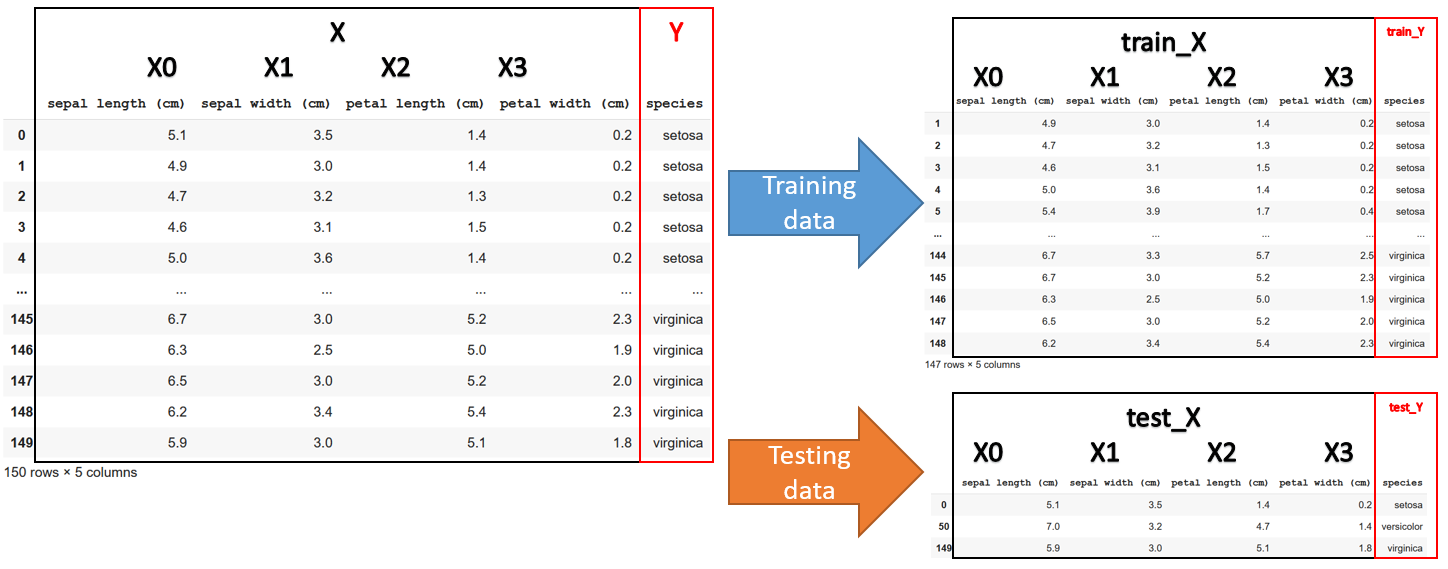 X Y
X0 X1 X2 X3
sepal length (cm) sepal width (cm) petal length (cm) petal width (cm) species
0 5.1 3.5 1.4 0.2 setosa
1 4.9 3.0 1.4 0.2 setosa
2 4.7 3.2 1.3 0.2 setosa
3 4.6 3.1 1.5 0.2 setosa
4 5.0 3.6 1.4 0.2 setosa
... ... ... ... ... ...
145 6.7 3.0 5.2 2.3 virginica
146 6.3 2.5 5.0 1.9 virginica
147 6.5 3.0 5.2 2.0 virginica
148 6.2 3.4 5.4 2.3 virginica
149 5.9 3.0 5.1 1.8 virginica
150 rows × 5 columns
Training
data
Testing
data
train_X train_Y
X0 X1 X2 X3
sepal length (cm) sepal width (cm) petal length (cm) petal width (cm) species
1 4.9 3.0 1.4 0.2 setosa
2 4.7 3.2 1.3 0.2 setosa
3 4.6 3.1 1.5 0.2 setosa
4 5.0 3.6 1.4 0.2 setosa
5 5.4 3.9 1.7 0.4 setosa
... ... ... ... ... ...
144 6.7 3.3 5.7 2.5 virginica
145 6.7 3.0 5.2 2.3 virginica
146 6.3 2.5 5.0 1.9 virginica
147 6.5 3.0 5.2 2.0 virginica
148 6.2 3.4 5.4 2.3 virginica
147 rows × 5 columns
test_X test_Y
X0 X1 X2 X3
sepal length (cm) sepal width (cm) petal length (cm) petal width (cm) species
0 5.1 3.5 1.4 0.2 setosa
50 7.0 3.2 4.7 1.4 versicolor
149 5.9 3.0 5.1 1.8 virginica